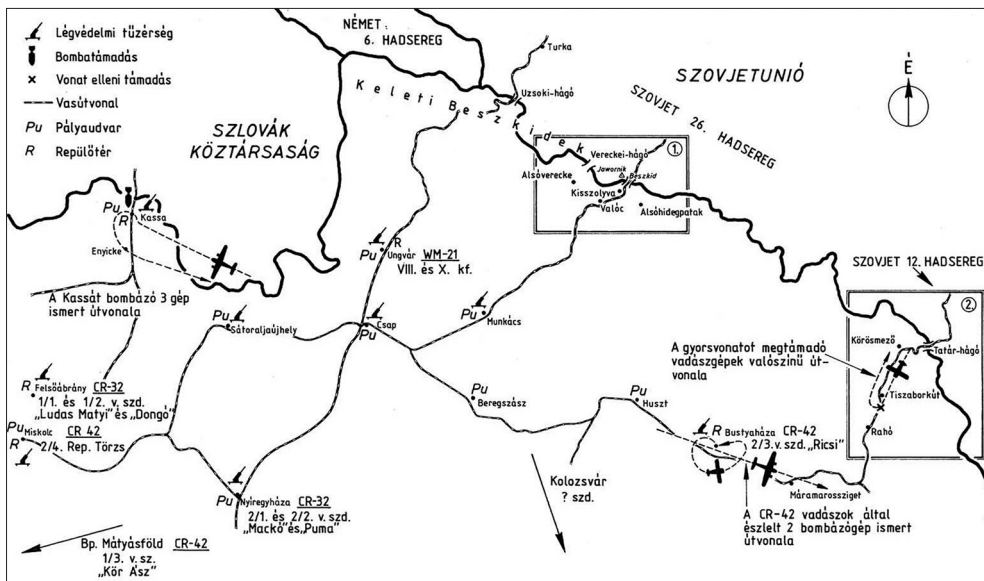 Légvédelmi tüzérség
Bombatámadás
Vonat elleni támadás
Vasútvonal
Pu Pályaudvar
R Repülőtér
NÉMET
6. HADSEREG
SZLOVÁK
KÖZTÁRSASÁG
Keleti Beszkidek
Turka
Uzsoki-hágó
SZOVJETUNIÓ
SZOVJET 26. HADSEREG
É
1.
Vereckei-hágó
Jawornik
Beszkid
Alsóverecke
Kisszolyva
Valóc
Alsóhidegpatak
Pu
R
Kassa
Enyicke
A Kassát bombázó 3 gép
ismert útvonala
R
Pu
Ungvár
WM-21
VIII. és X. kf.
SZOVJET 12. HADSEREG
2.
Körösmező
Tatár-hágó
Tiszaborkút
Rahó
A gyorsvonatot megtámadó
vadászgépek valószínű út-
vonala
Pu
Sátoraljaújhely
Pu
Csap
Pu
Munkács
R Felsőábrány CR-32
1/1. és 1/2. v. szd.
„Ludas Matyi” és „Dongó”
Pu
Miskolc
R
CR 42
2/4. Rep. Törzs
Pu
Beregszász
Pu
Huszt
R Bustyaháza CR-42
2/3. v. szd. „Ricsi”
Máramarossziget
A CR-42 vadászok által
észlelt 2 bombázógép ismert
útvonala
Kolozsvár
? szd.
Pu
Nyíregyháza CR-32
2/1. és 2/2. v. szd.
„Mackó” és „Puma”
Bp. Mátyásföld CR-42
1/3. v. sz.
„Kör Ász”